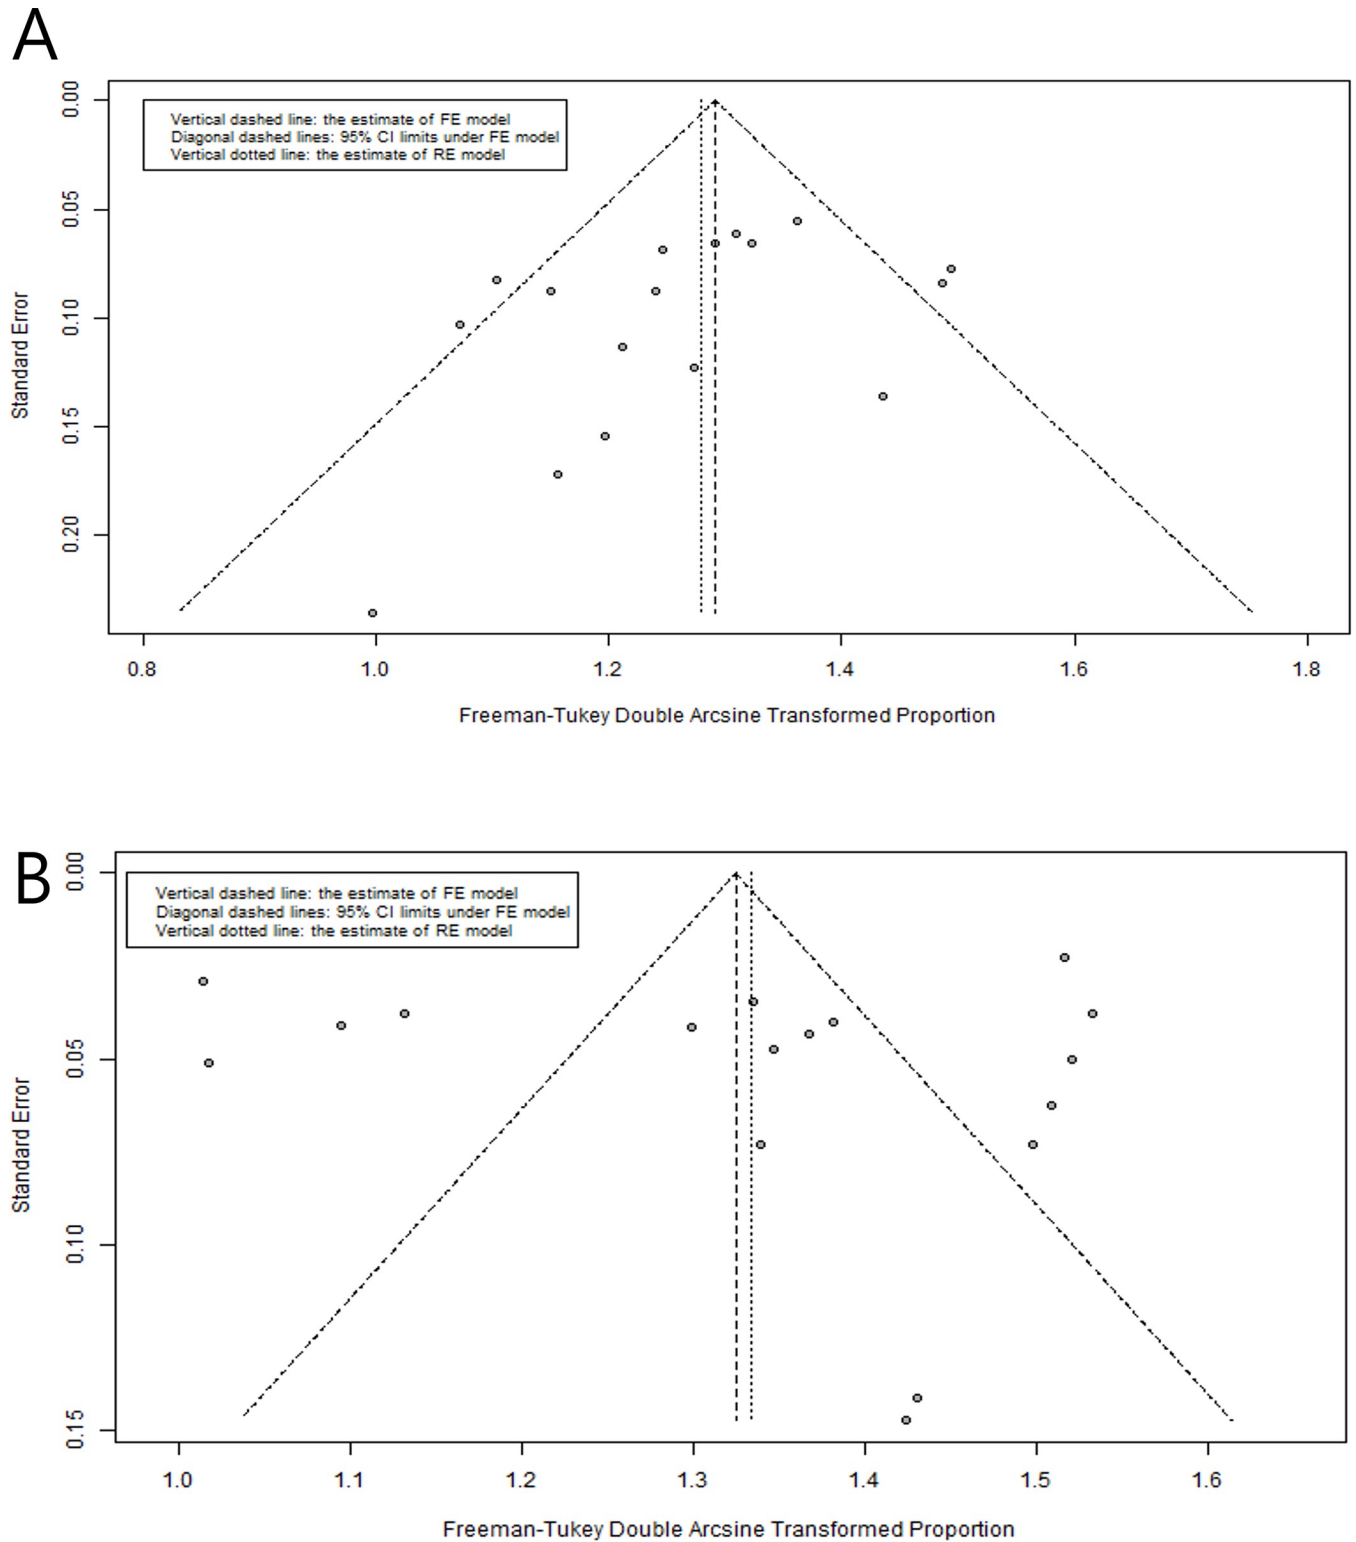 A
Vertical dashed line: the estimate of FE model
Diagonal dashed lines: 95% CI limits under FE model
Vertical dotted line: the estimate of RE model
Standard Error
0.00
0.05
0.10
0.15
0.20
0.8 1.0 1.2 1.4 1.6 1.8
Freeman-Tukey Double Arcsine Transformed Proportion
B
Vertical dashed line: the estimate of FE model
Diagonal dashed lines: 95% CI limits under FE model
Vertical dotted line: the estimate of RE model
Standard Error
0.00
0.05
0.10
0.15
1.0 1.1 1.2 1.3 1.4 1.5 1.6
Freeman-Tukey Double Arcsine Transformed Proportion